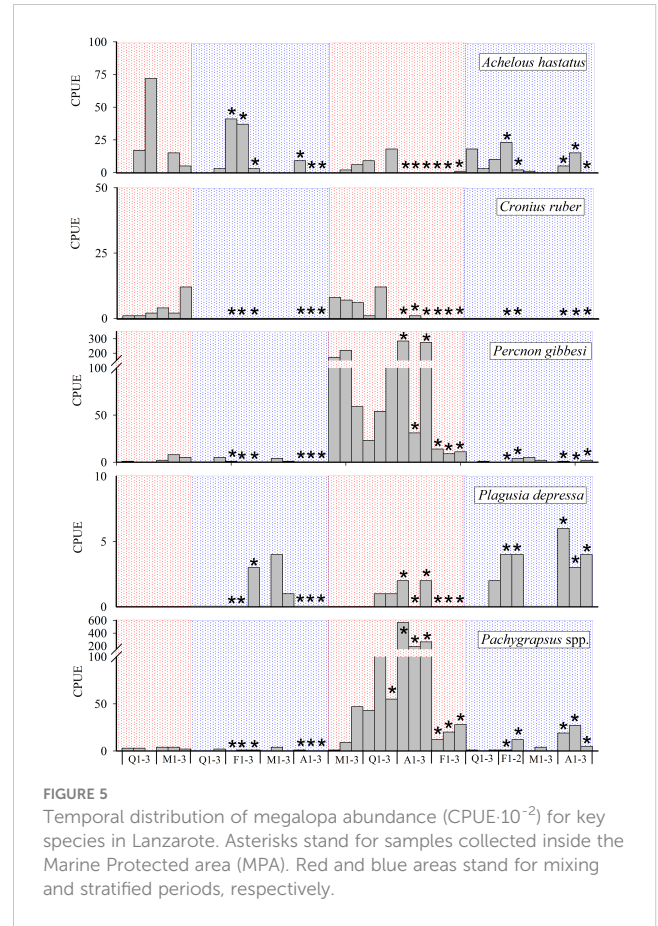 100
75
50
25
0
CPUE
Achelous hastatus
* * * * * * * * * * * * * * * * *
50
25
0
CPUE
Cronius ruber
* * * * * * * * * * * * * * * * *
300
200
100
50
0
CPUE
Percnon gibbesi
* * * * * * * * * * * * * * * * *
10
5
0
CPUE
Plagusia depressa
* * * * * * * * * * * * * * * * *
600
400
200
100
50
0
CPUE
Pachygrapsus spp.
* * * * * * * * * * * * * * * * * *
Q1-3 M1-3 Q1-3 F1-3 M1-3 A1-3 M1-3 Q1-3 A1-3 F1-3 Q1-3 F1-2 M1-3 A1-3
FIGURE 5
Temporal distribution of megalopa abundance (CPUE·10-2) for key
species in Lanzarote. Asterisks stand for samples collected inside the
Marine Protected area (MPA). Red and blue areas stand for mixing
and stratified periods, respectively.